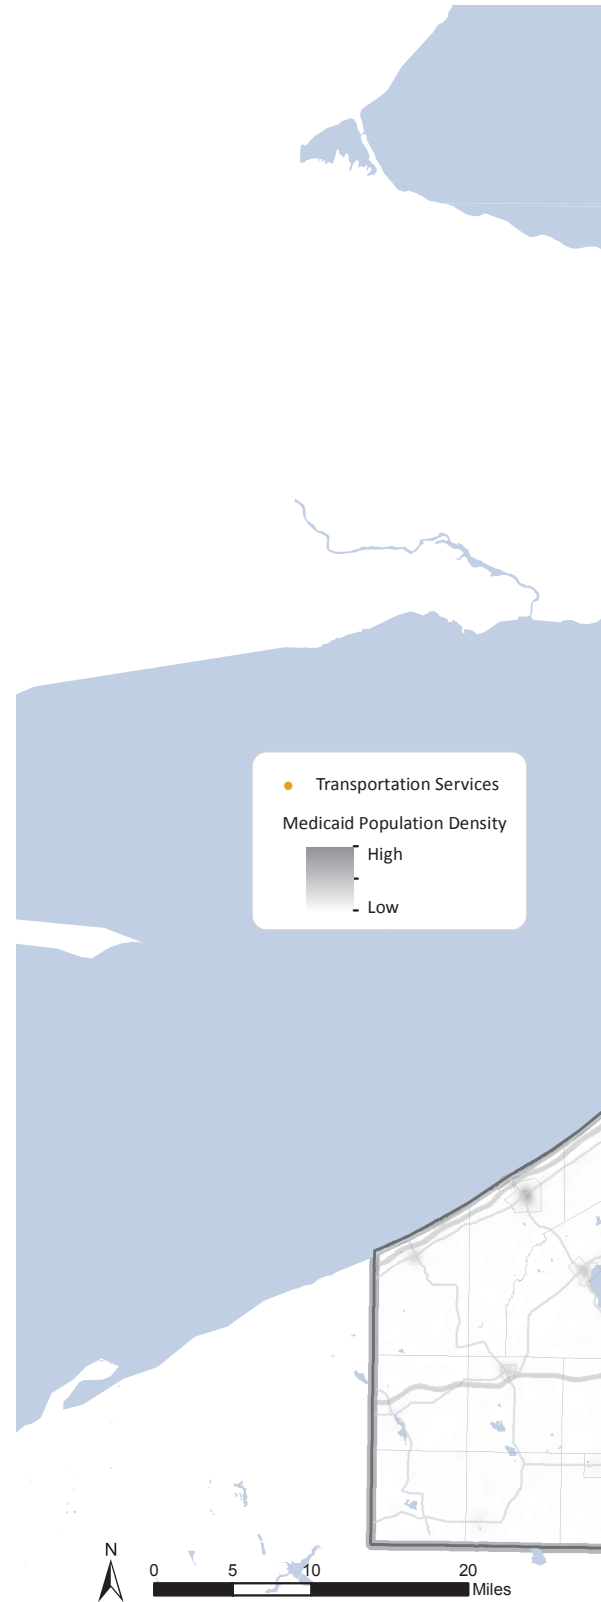 Transportation Services
Medicaid Population Density
High
Low
N
0 5 10 20
Miles